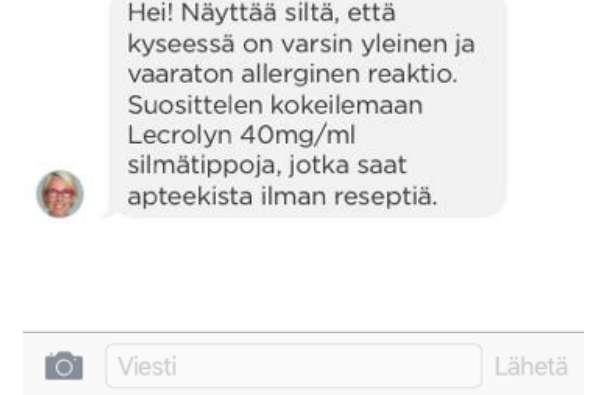 Hei! Näyttää siltä, että
kyseessä on varsin yleinen ja
vaaraton allerginen reaktio.
Suosittelen kokeilemaan
Lecrolyn 40mg/ml
silmätippoja, jotka saat
apteekista ilman reseptiä.
Viesti
Lähetä